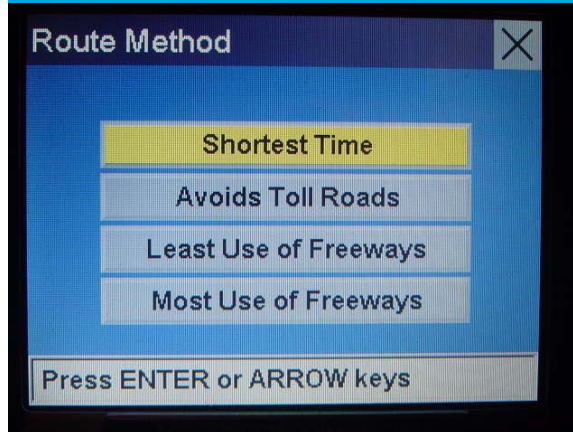 Route Method
Shortest Time
Avoids Toll Roads
Least Use of Freeways
Most Use of Freeways
Press ENTER or ARROW keys